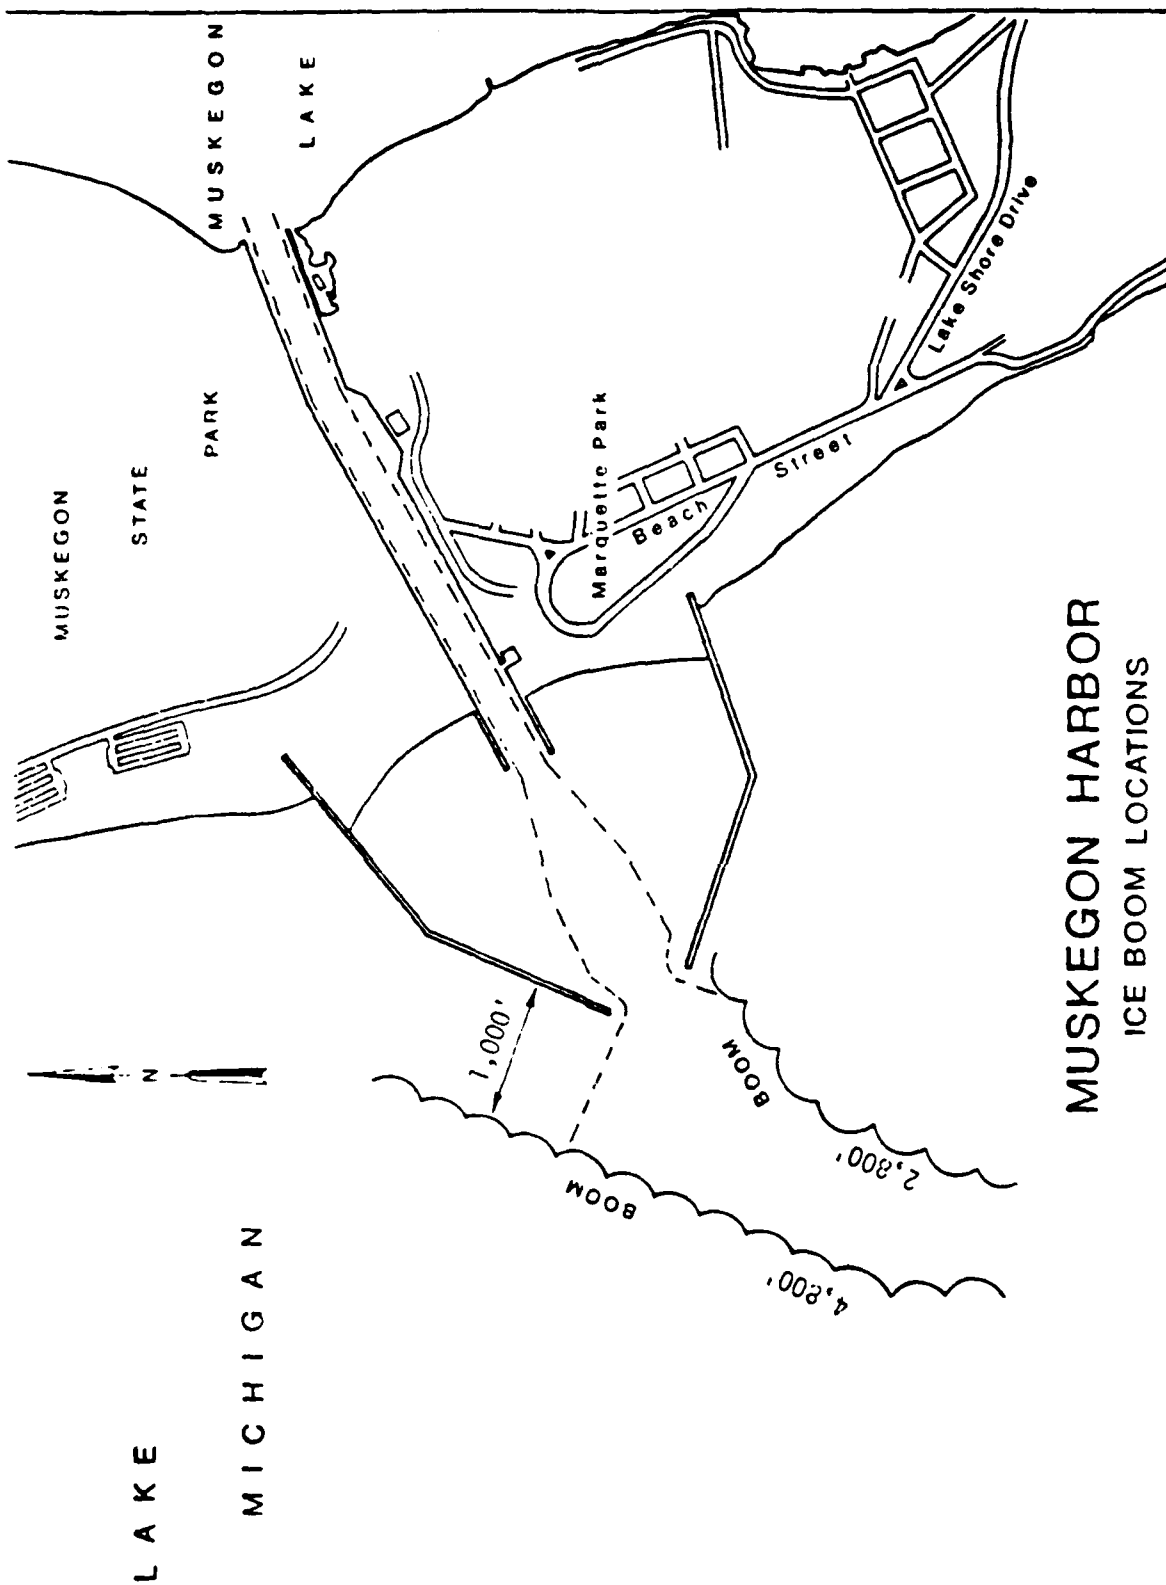 LAKE
MICHIGAN
N
MUSKEGON
STATE
PARK
MUSKEGON
LAKE
1,000'
BOOM
4,800'
BOOM
2,800'
Marquette Park
Beach Street
Lake Shore Drive
MUSKEGON HARBOR
ICE BOOM LOCATIONS